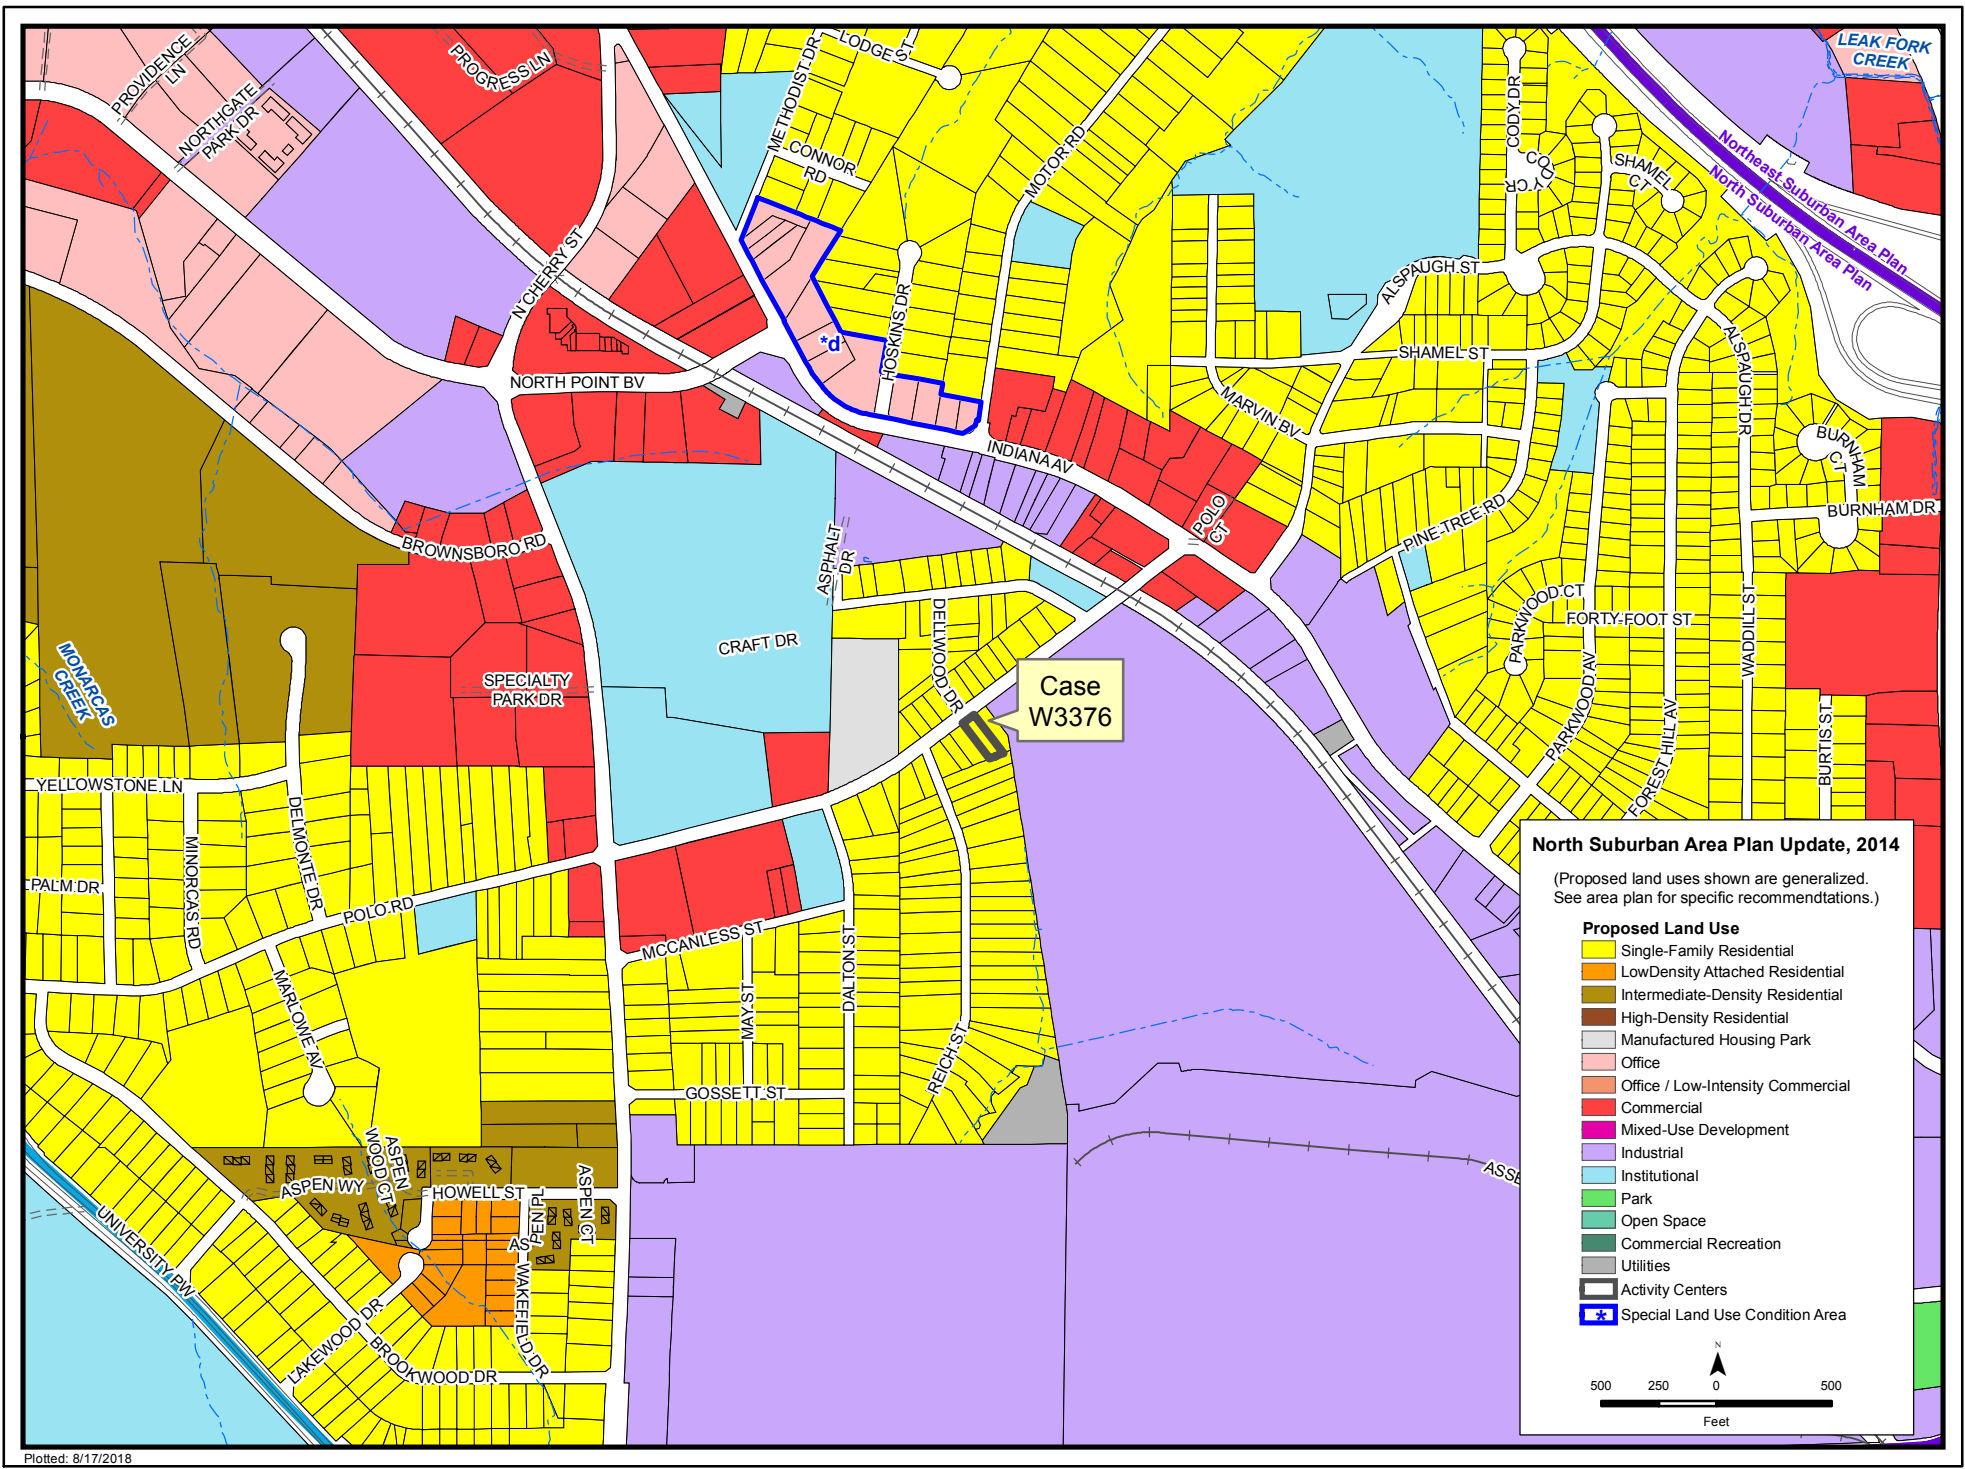 PROVIDENCE
LN
NORTHGATE
PARK DR
PROGRESS LN
METHODIST DR
LODGE ST
CONNOR
RD
MOTOR RD
CODY DR
CO
DY CR
SHAMEL
CT
LEAK FORK
CREEK
Northeast Suburban Area Plan
North Suburban Area Plan
N CHERRY ST
HOSKINS DR
*d
NORTH POINT BV
ALSPAUGH ST
SHAMEL ST
ALSPAUGH DR
MARVIN BV
INDIANA AV
BURNHAM
CT
BURNHAM DR
BROWNSBORO RD
ASPHALT
DR
POLO
CT
PINE TREE RD
DELLWOOD DR
CRAFT DR
PARKWOOD CT
FORTY-FOOT ST
WADDILL ST
MONARCAS
CREEK
SPECIALTY
PARK DR
Case
W3376
PARKWOOD AV
FOREST HILL AV
BURTIS ST
YELLOWSTONE LN
DELMONTE DR
MINORCAS RD
PALM DR
POLO RD
MCCANLESS ST
MARLOWE AV
MAY ST
DALTON ST
REICH ST
GOSSETT ST
ASPEN
WOOD CT
ASPEN WY
HOWELL ST
AS
PEN PL
ASPEN CT
UNIVERSITY PW
LAKEWOOD DR
BROOKWOOD DR
WAKEFIELD DR
ASSE
North Suburban Area Plan Update, 2014
(Proposed land uses shown are generalized.
See area plan for specific recommendtations.)
Proposed Land Use
Single-Family Residential
LowDensity Attached Residential
Intermediate-Density Residential
High-Density Residential
Manufactured Housing Park
Office
Office / Low-Intensity Commercial
Commercial
Mixed-Use Development
Industrial
Institutional
Park
Open Space
Commercial Recreation
Utilities
Activity Centers
* Special Land Use Condition Area
N
500 250 0 500
Feet
Plotted: 8/17/2018